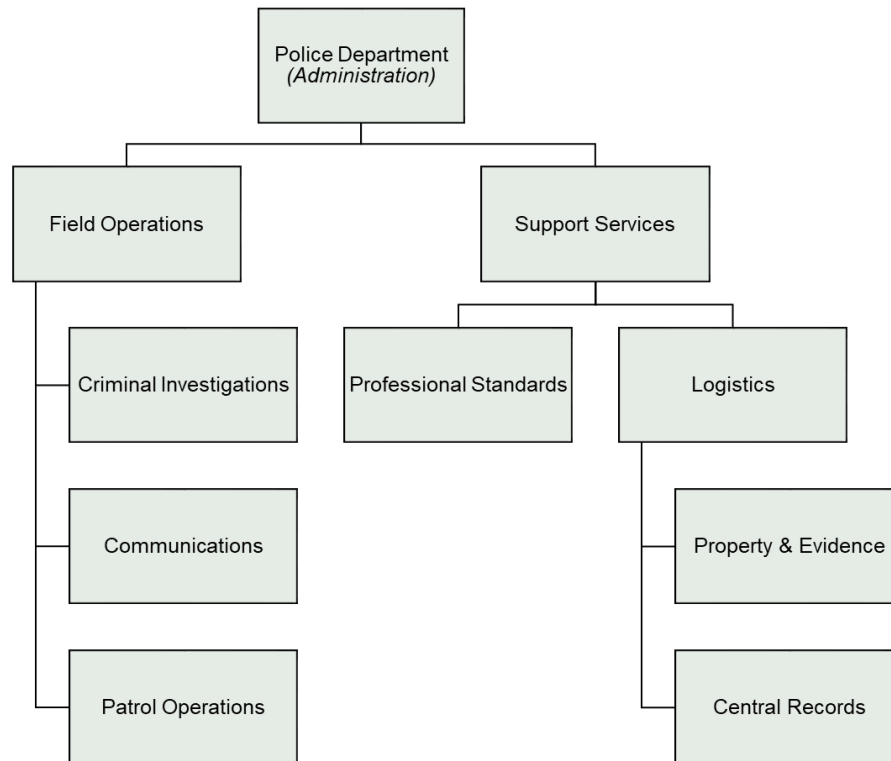 Police Department
(Administration)
Field Operations
Support Services
Criminal Investigations
Professional Standards
Logistics
Communications
Property & Evidence
Patrol Operations
Central Records